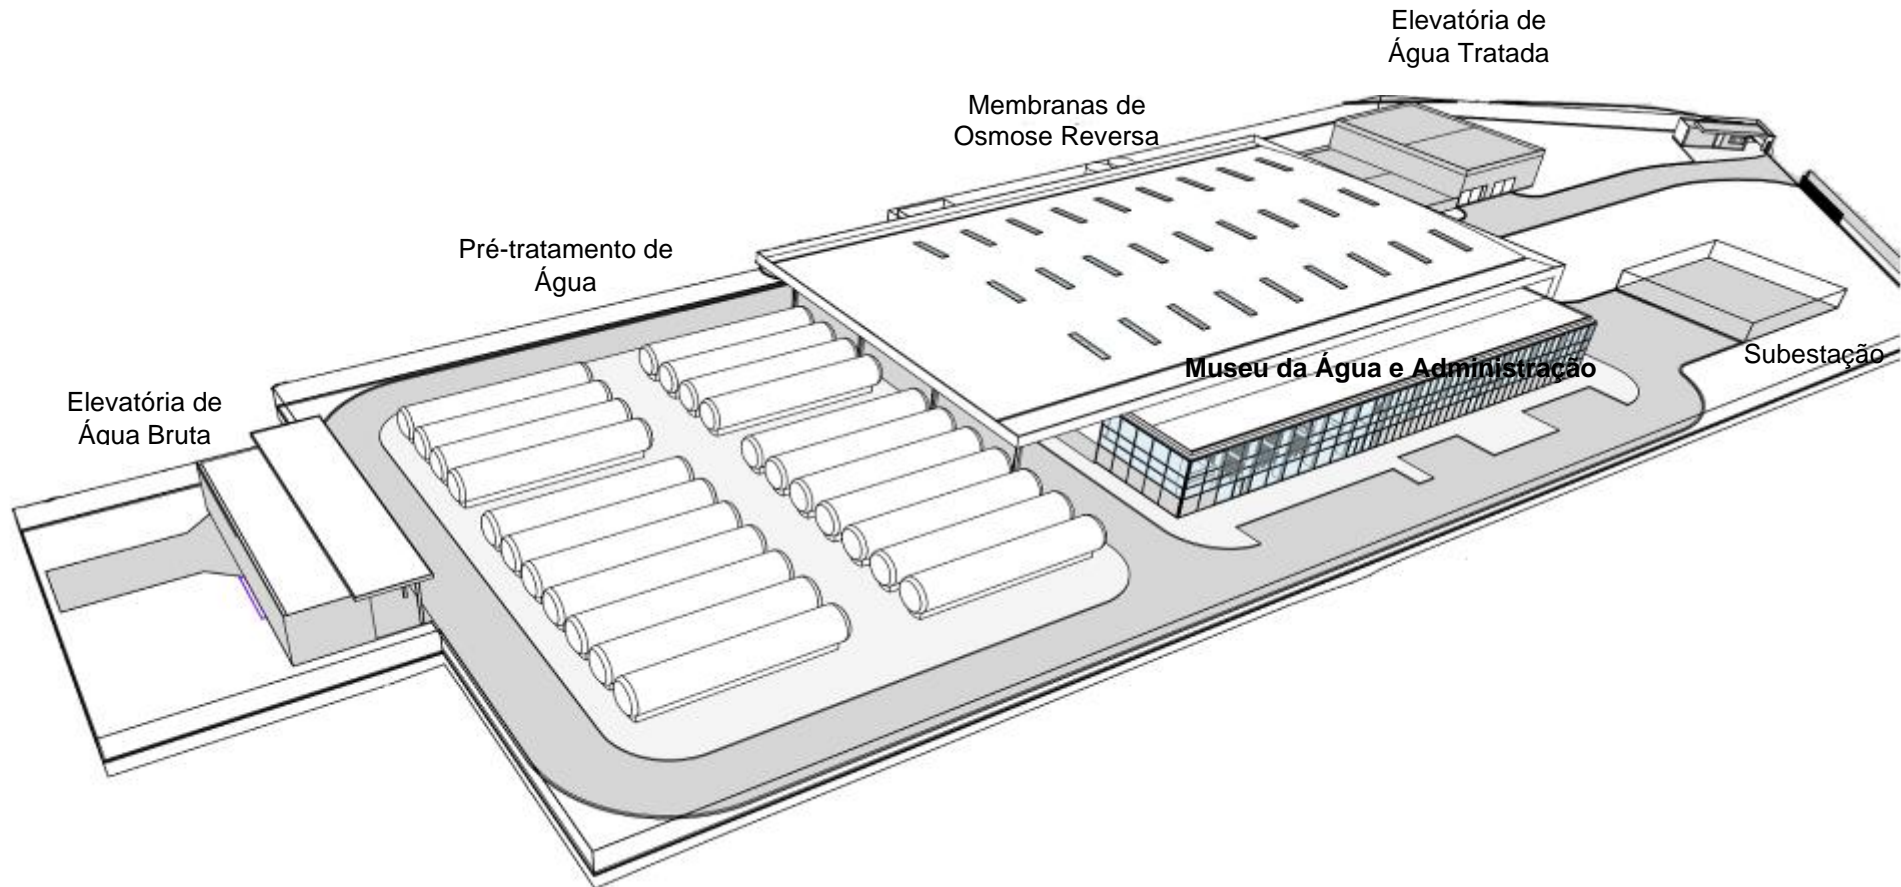 Elevatória de
Água Tratada
Membranas de
Osmose Reversa
Pré-tratamento de
Água
Museu da Água e Administração
Subestação
Elevatória de
Água Bruta